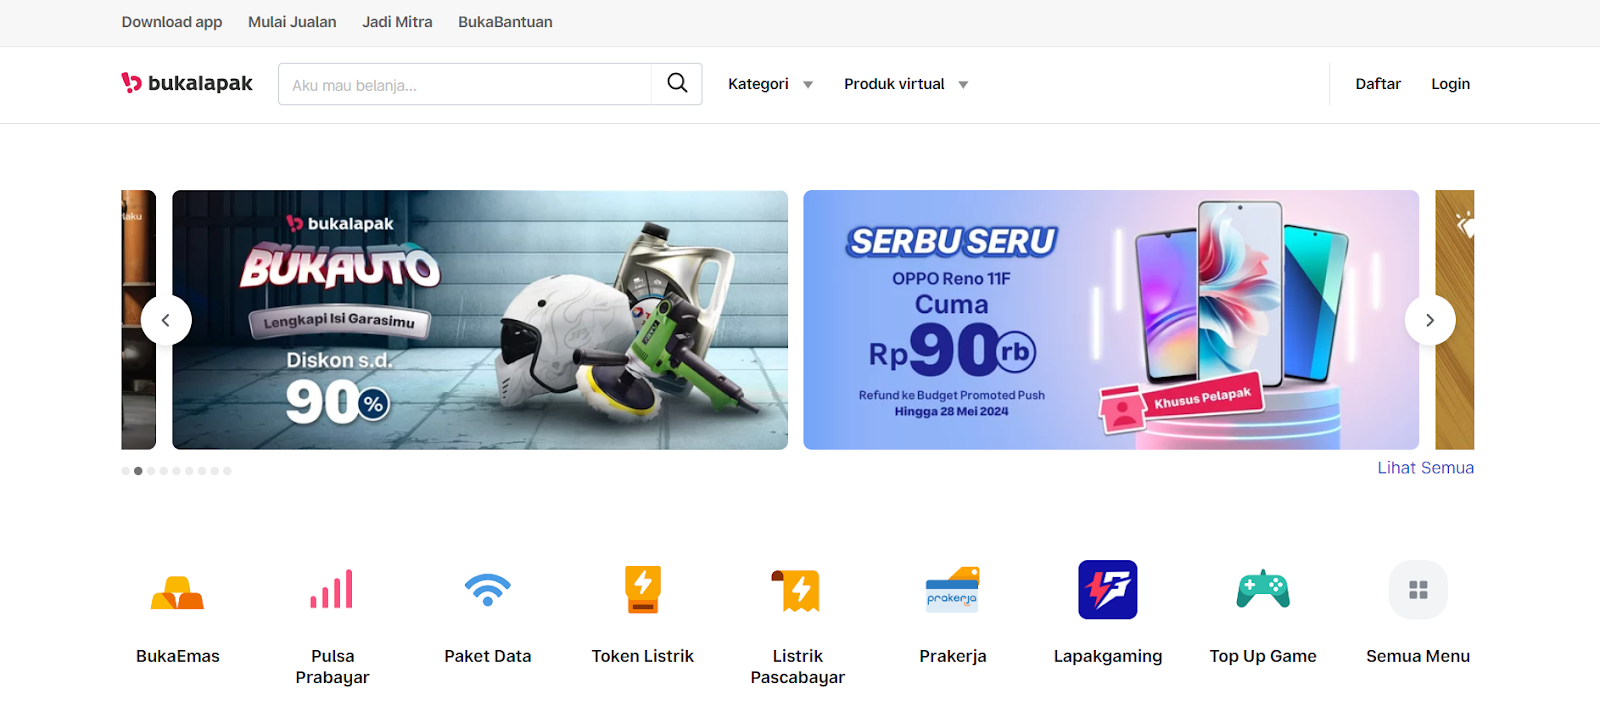 Download app Mulai Jualan Jadi Mitra BukaBantuan
bukalapak Aku mau belanja... Kategori Produk virtual Daftar Login
bukalapak
BUKAUTO
Lengkapi Isi Garasimu
Diskon s.d.
90%
SERBU SERU
OPPO Reno 11F
Cuma
Rp90rb
Refund ke Budget Promoted Push
Hingga 28 Mei 2024
Khusus Pelapak
Lihat Semua
prakerja
BukaEmas
Pulsa
Prabayar
Paket Data
Token Listrik
Listrik
Pascabayar
Prakerja
Lapakgaming
Top Up Game
Semua Menu